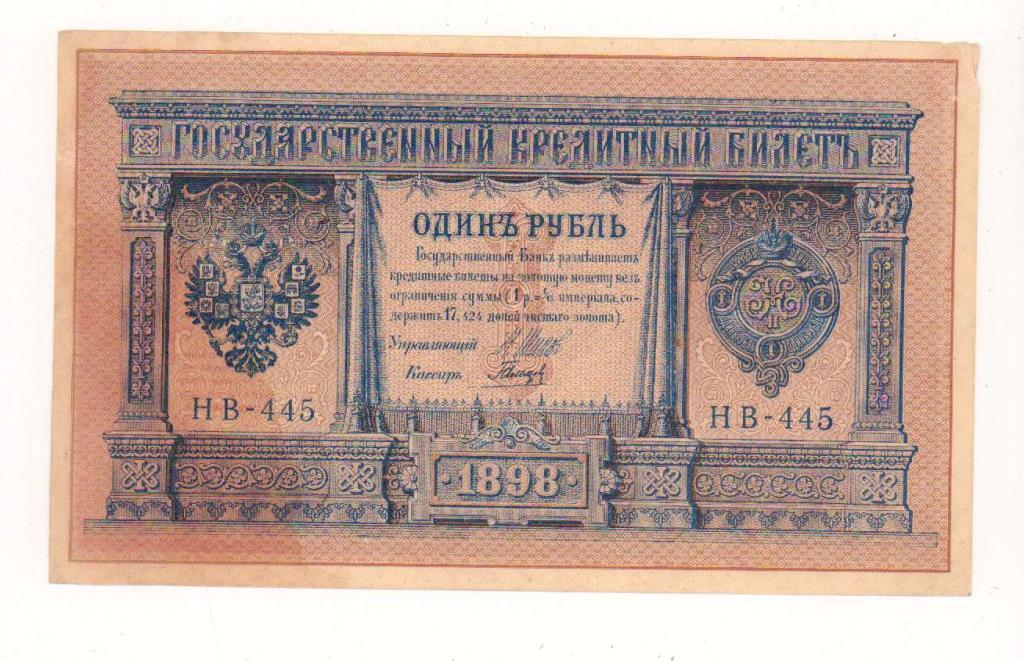 ГОСУДАРСТВЕННЫЙ КРЕДИТНЫЙ БИЛЕТЪ
ОДИНЪ РУБЛЬ
Государственный Банкъ размѣниваетъ
кредитные билеты на золотую монету безъ
ограниченія суммы (1 р. = 1/15 имперіала, со-
держитъ 17,424 долей чистаго золота).
Управляющій
Кассиръ
НВ-445
НВ-445
1898